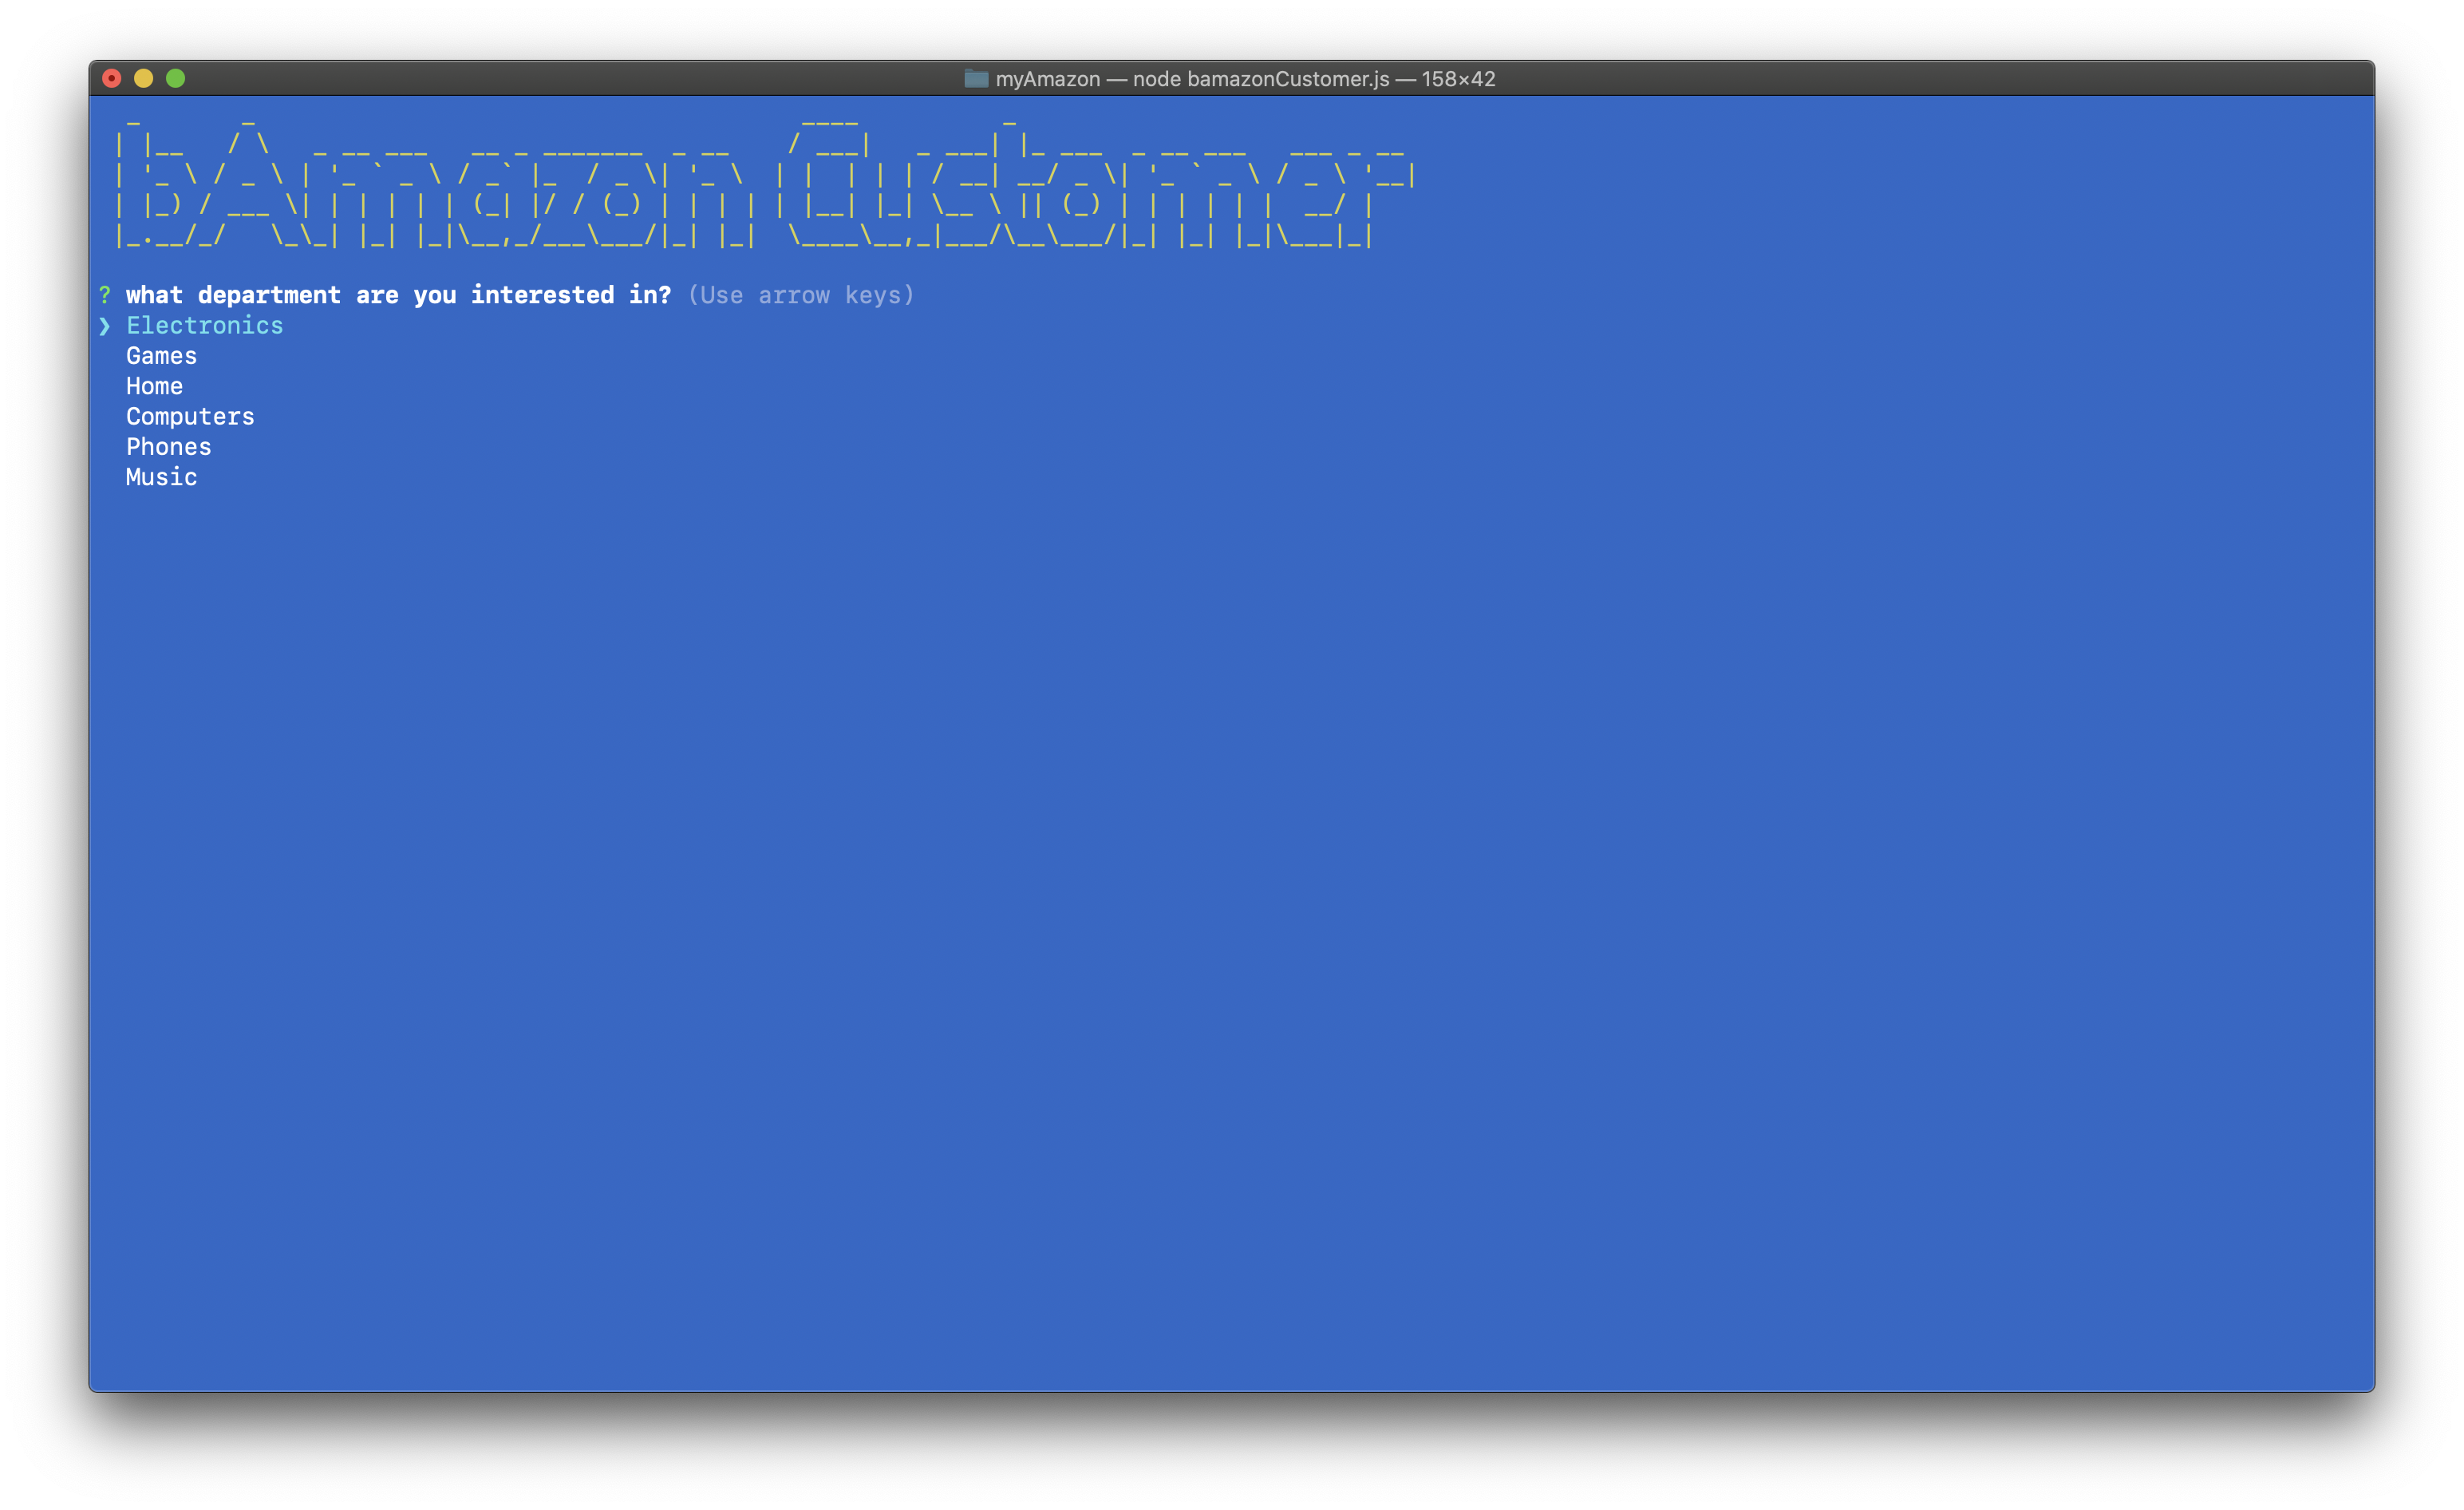 myAmazon — node bamazonCustomer.js — 158×42
bAmazon Customer
? what department are you interested in? (Use arrow keys)
❯ Electronics
Games
Home
Computers
Phones
Music